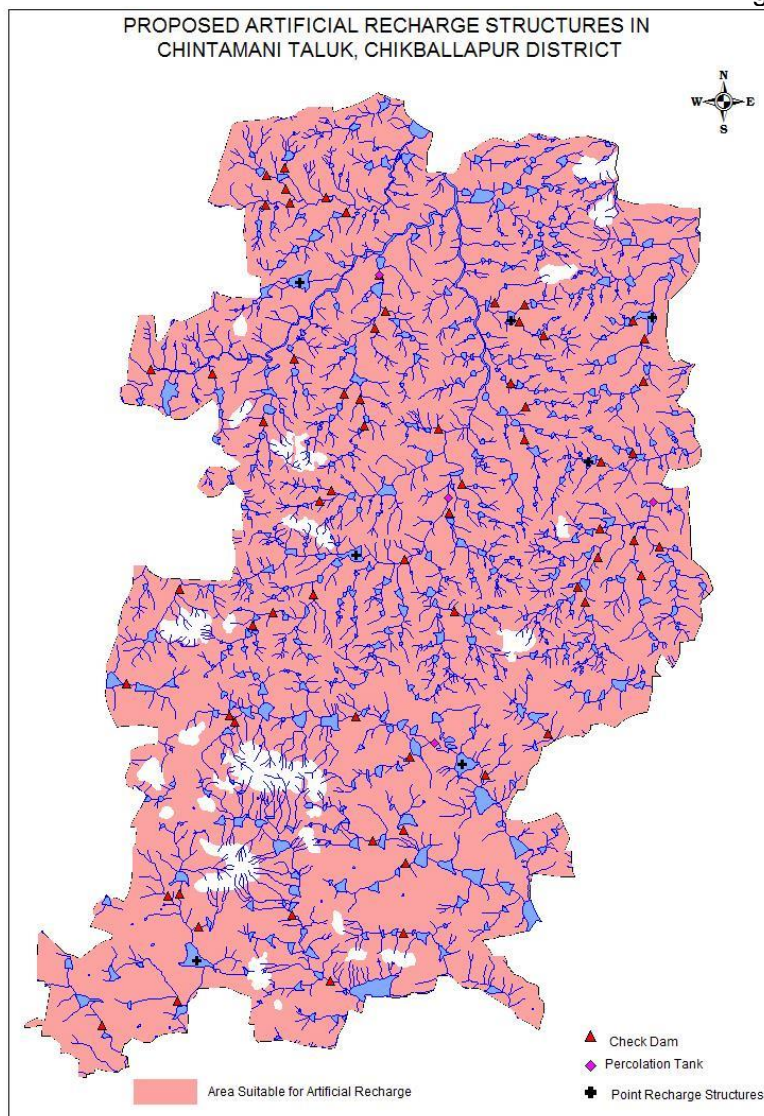 PROPOSED ARTIFICIAL RECHARGE STRUCTURES IN
CHINTAMANI TALUK, CHIKBALLAPUR DISTRICT
N
W E
S
Check Dam
Percolation Tank
Area Suitable for Artificial Recharge
Point Recharge Structures